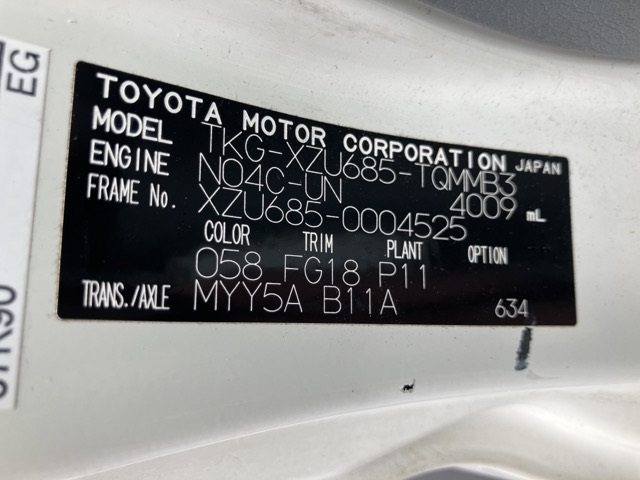 TOYOTA MOTOR CORPORATION JAPAN
MODEL TKG-XZU685-TQMMB3
ENGINE N04C-UN 4009 mL
FRAME No. XZU685-0004525
COLOR TRIM PLANT OPTION
058 FG18 P11
TRANS./AXLE MYY5A B11A 634
EG